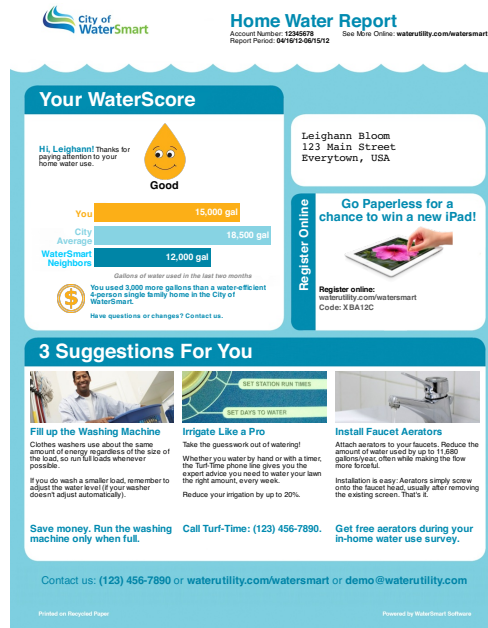 City of
WaterSmart
Home Water Report
Account Number: 12345678 See More Online: waterutility.com/watersmart
Report Period: 04/16/12-06/15/12
Your WaterScore
Hi, Leighann! Thanks for
paying attention to your
home water use.
Good
You 15,000 gal
City
Average 18,500 gal
WaterSmart
Neighbors 12,000 gal
Gallons of water used in the last two months
$
You used 3,000 more gallons than a water-efficient
4-person single family home in the City of
WaterSmart.
Have questions or changes? Contact us.
Leighann Bloom
123 Main Street
Everytown, USA
Register Online
Go Paperless for a
chance to win a new iPad!
Register online:
waterutility.com/watersmart
Code: XBA12C
3 Suggestions For You
Fill up the Washing Machine
Clothes washers use about the same
amount of energy regardless of the size of
the load, so run full loads whenever
possible.
If you do wash a smaller load, remember to
adjust the water level (if your washer
doesn't adjust automatically).
Save money. Run the washing
machine only when full.
SET STATION RUN TIMES
SET DAYS TO WATER
Irrigate Like a Pro
Take the guesswork out of watering!
Whether you water by hand or with a timer,
the Turf-Time phone line gives you the
expert advice you need to water your lawn
the right amount, every week.
Reduce your irrigation by up to 20%.
Call Turf-Time: (123) 456-7890.
Install Faucet Aerators
Attach aerators to your faucets. Reduce the
amount of water used by up to 11,680
gallons/year, often while making the flow
more forceful.
Installation is easy: Aerators simply screw
onto the faucet head, usually after removing
the existing screen. That's it.
Get free aerators during your
in-home water use survey.
Contact us: (123) 456-7890 or waterutility.com/watersmart or demo@waterutility.com
Printed on Recycled Paper
Powered by WaterSmart Software